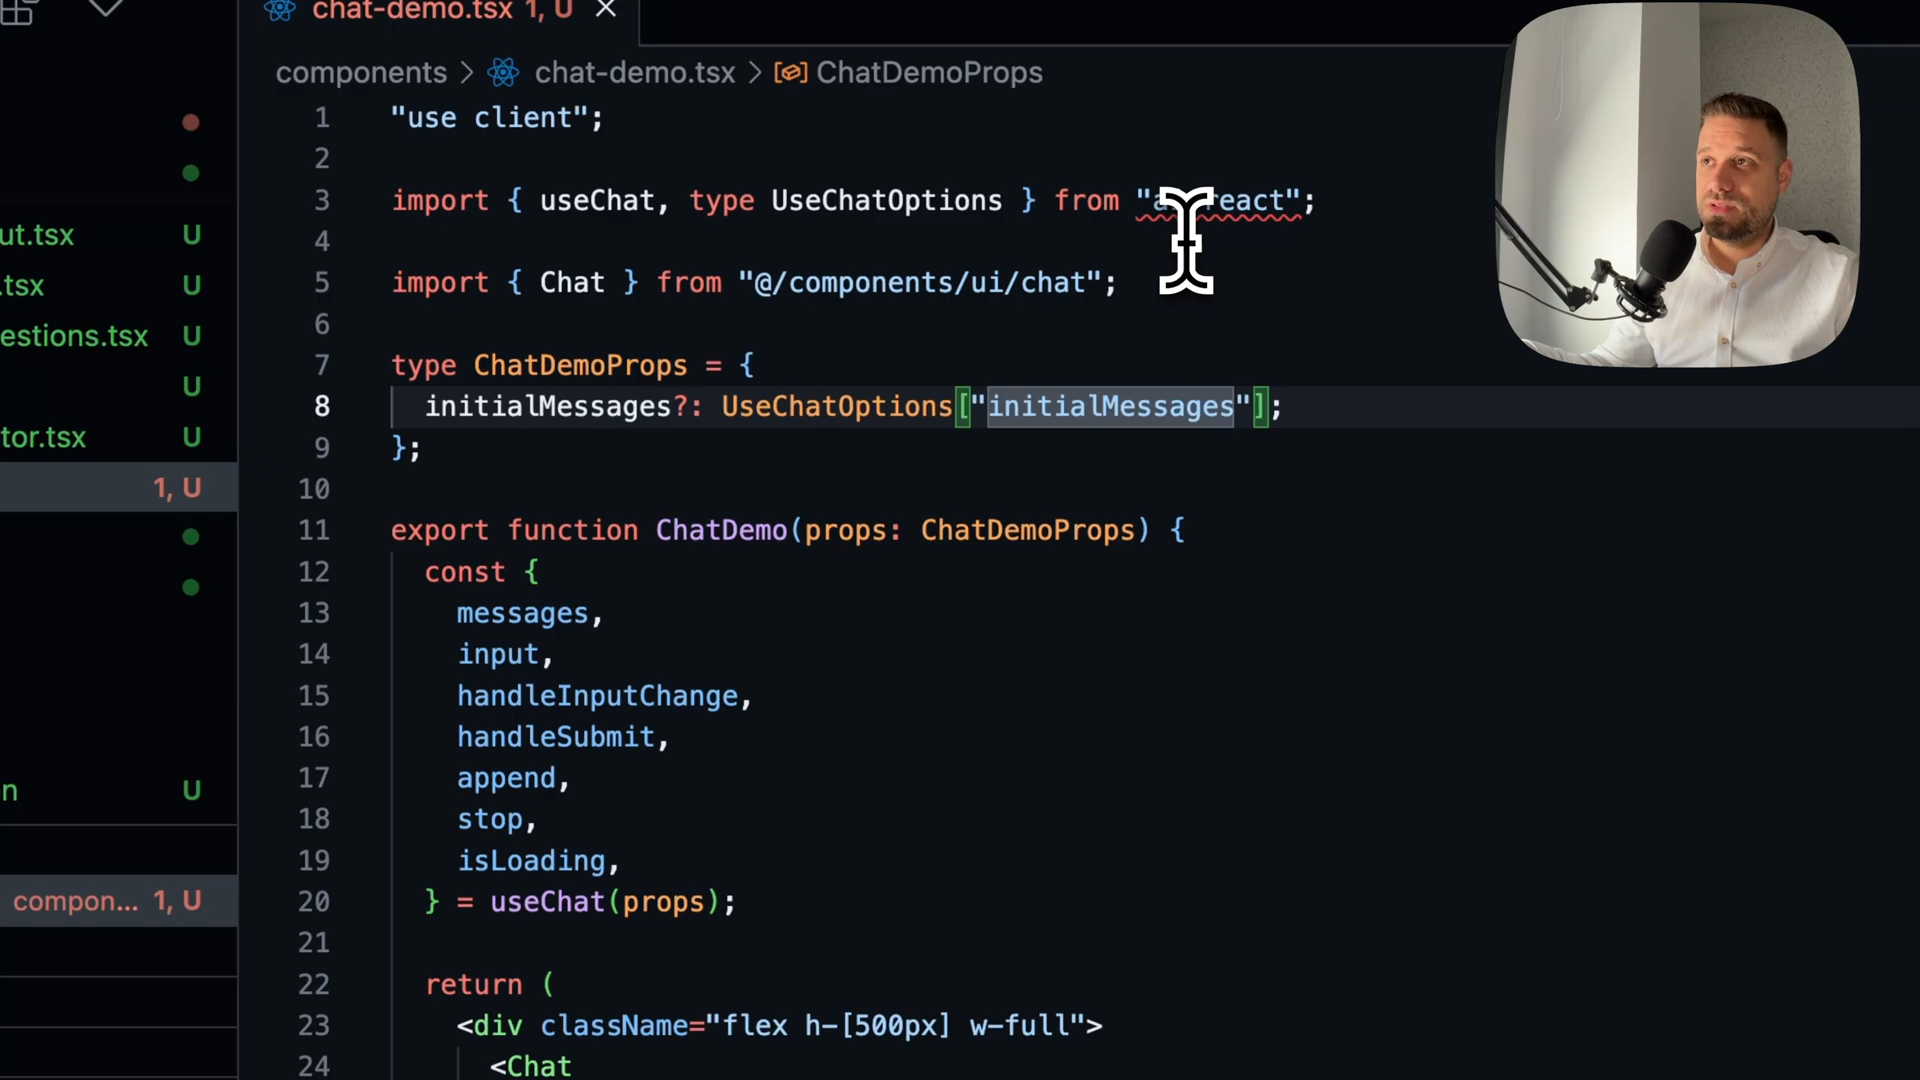 chat-demo.tsx 1, U
components > chat-demo.tsx > ChatDemoProps
1 "use client";
2
3 import { useChat, type UseChatOptions } from " react";
4
5 import { Chat } from "@/components/ui/chat";
6
7 type ChatDemoProps = {
8 initialMessages?: UseChatOptions["initialMessages"];
9 };
10
11 export function ChatDemo(props: ChatDemoProps) {
12 const {
13 messages,
14 input,
15 handleInputChange,
16 handleSubmit,
17 append,
18 stop,
19 isLoading,
20 } = useChat(props);
21
22 return (
23 <div className="flex h-[500px] w-full">
24 <Chat
ut.tsx U
.tsx U
estions.tsx U
U
tor.tsx U
1, U
n U
compon... 1, U